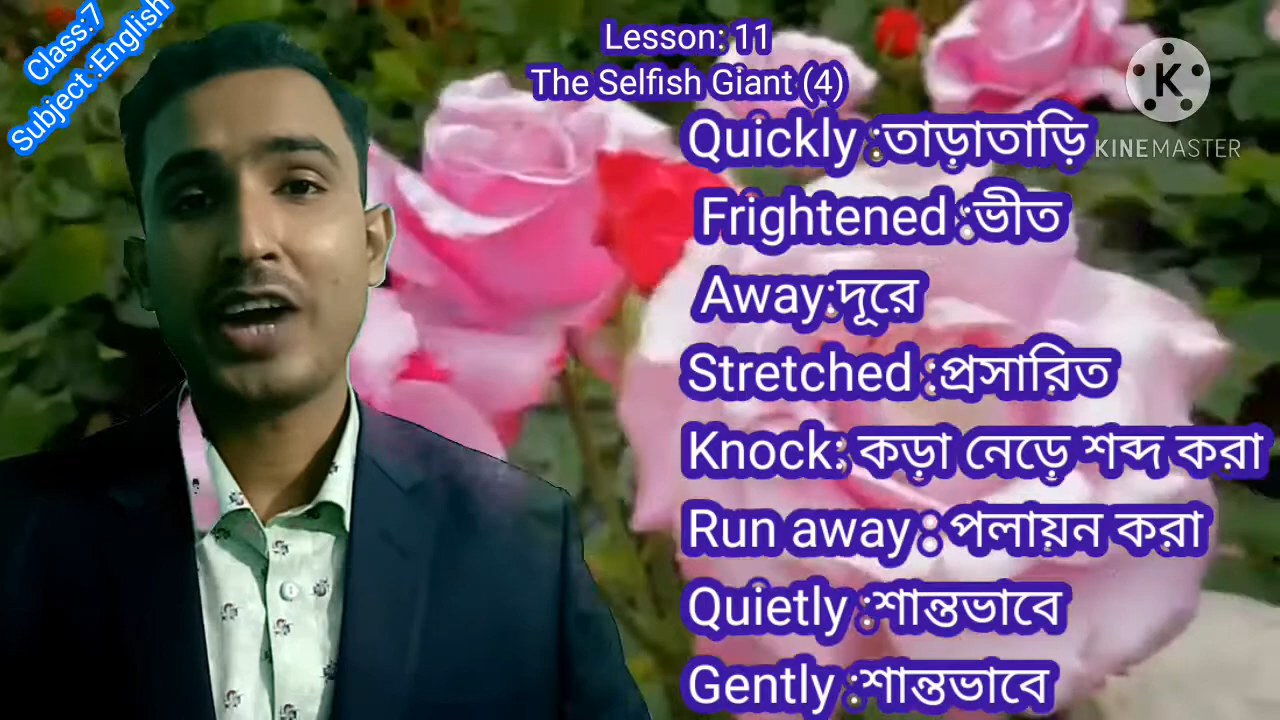 Class:7
Subject :English
Lesson: 11
The Selfish Giant (4)
K
KINEMASTER
Quickly :তাড়াতাড়ি
Frightened :ভীত
Away:দূরে
Stretched :প্রসারিত
Knock: কড়া নেড়ে শব্দ করা
Run away : পলায়ন করা
Quietly :শান্তভাবে
Gently :শান্তভাবে